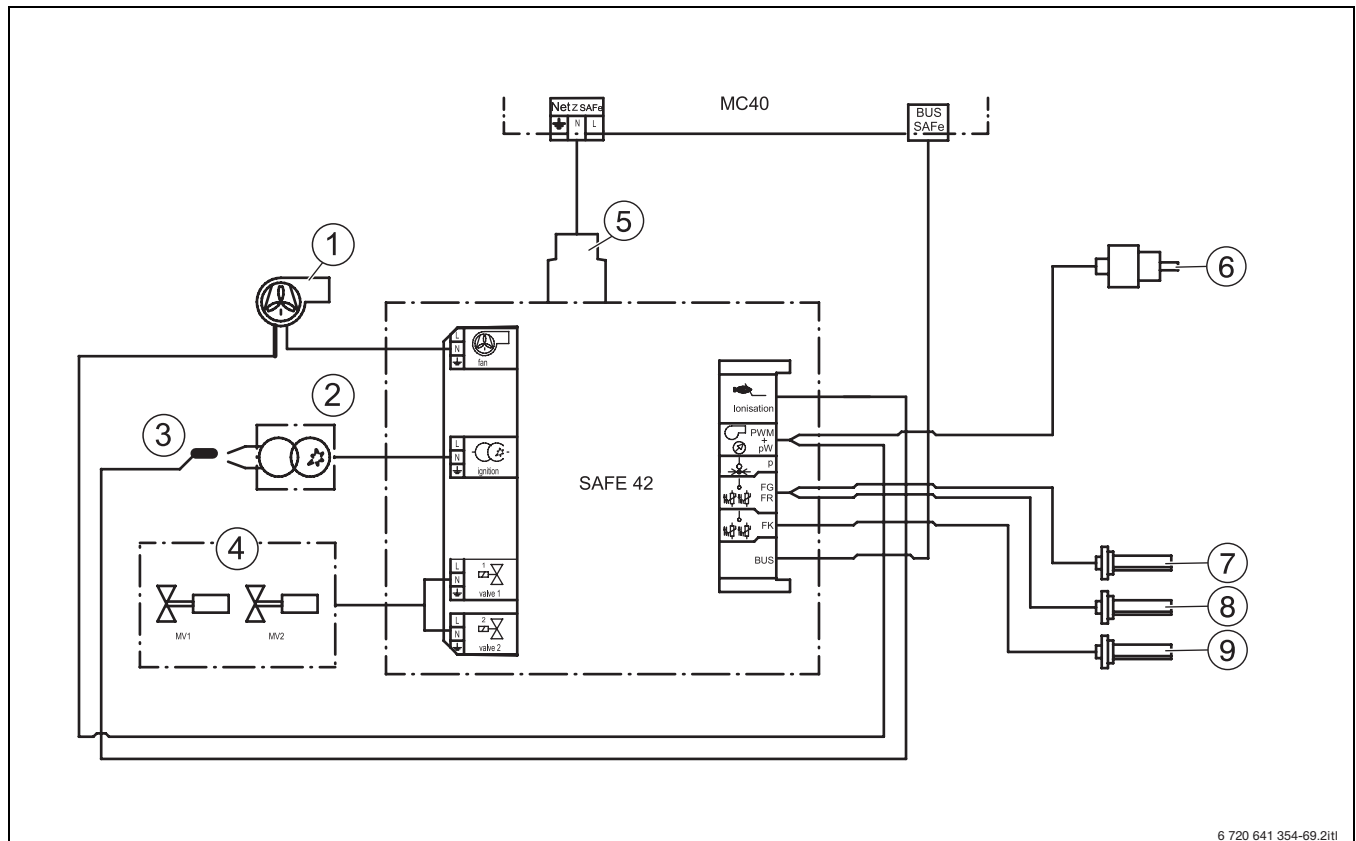 Netz SAFe
N L
MC40
BUS
SAFe
1
5
6
L
N
fan
2
3
L
N
ignition
SAFE 42
Ionisation
PWM
+
pW
p
FG
FR
FK
BUS
4
MV1
MV2
L
N
1
valve 1
L
N
2
valve 2
7
8
9
6 720 641 354-69.2itl